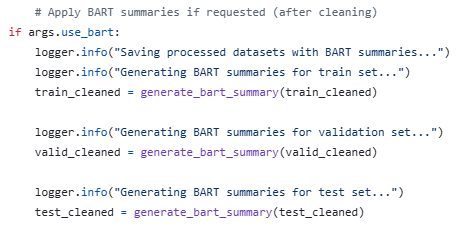 # Apply BART summaries if requested (after cleaning)
if args.use_bart:
logger.info("Saving processed datasets with BART summaries...")
logger.info("Generating BART summaries for train set...")
train_cleaned = generate_bart_summary(train_cleaned)
logger.info("Generating BART summaries for validation set...")
valid_cleaned = generate_bart_summary(valid_cleaned)
logger.info("Generating BART summaries for test set...")
test_cleaned = generate_bart_summary(test_cleaned)